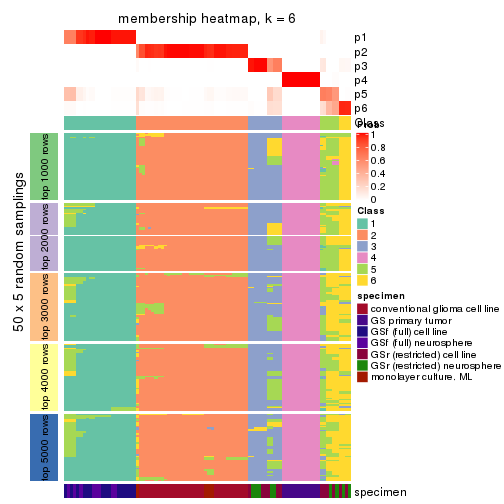 membership heatmap, k = 6
p1
p2
p3
p4
p5
p6
Class
Prob
1
0.8
0.6
0.4
0.2
0
Class
1
2
3
4
5
6
specimen
conventional glioma cell line
GS primary tumor
GSf (full) cell line
GSf (full) neurosphere
GSr (restricted) cell line
GSr (restricted) neurosphere
monolayer culture. ML
50 x 5 random samplings
top 1000 rows
top 2000 rows
top 3000 rows
top 4000 rows
top 5000 rows
specimen